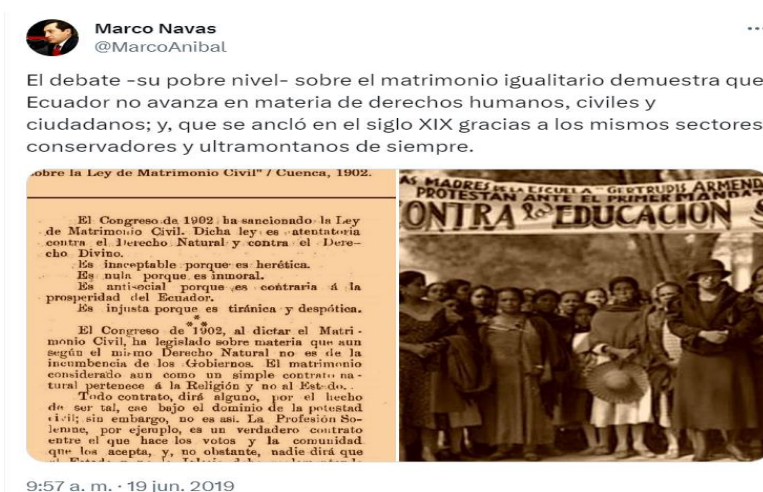 Marco Navas
@MarcoAnibal
El debate -su pobre nivel- sobre el matrimonio igualitario demuestra que
Ecuador no avanza en materia de derechos humanos, civiles y
ciudadanos; y, que se ancló en el siglo XIX gracias a los mismos sectores
conservadores y ultramontanos de siempre.
obre la Ley de Matrimonio Civil" / Cuenca, 1902.
El Congreso de 1902 ha sancionado la Ley
de Matrimonio Civil. Dicha ley es atentatoria
contra el Derecho Natural y contra el Dere-
cho Divino.
Es inaceptable porque es herética.
Es nula porque es inmoral.
Es anti-social porque es contraria á la
prosperidad del Ecuador.
Es injusta porque es tiránica y despótica.
El Congreso de 1902, al dictar el Matri-
monio Civil, ha legislado sobre materia que aun
según el mismo Derecho Natural no es de la
incumbencia de los Gobiernos. El matrimonio
considerado aun como un simple contrato na-
tural pertenece á la Religión y no al Estado.
Todo contrato, dirá alguno, por el hecho
de ser tal, cae bajo el dominio de la potestad
civil; sin embargo, no es así. La Profesión So-
lemne, por ejemplo, es un verdadero contrato
entre el que hace los votos y la comunidad
que los acepta, y, no obstante, nadie dirá que
AS MADRES DE LA ESCUELA "GERTRUDIS ARMEND
PROTESTAN ANTE EL PRIMER MANDAT
ONTRA la EDUCACION S
9:57 a. m. · 19 jun. 2019